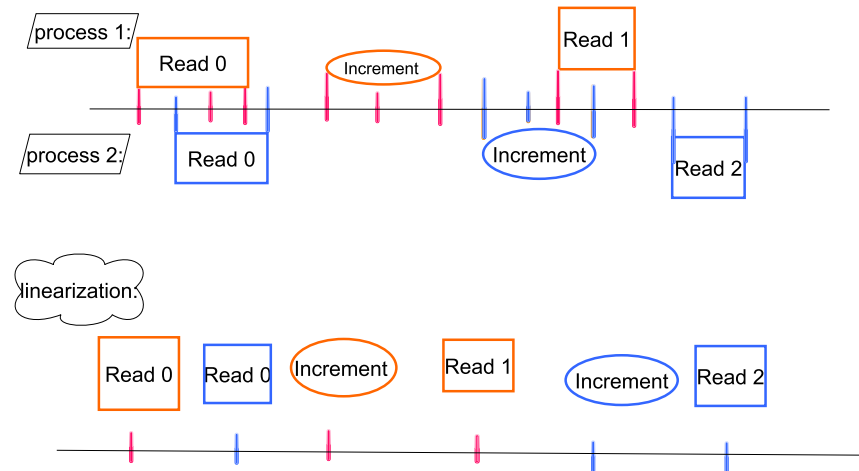 process 1:
Read 0
Increment
Read 1
process 2:
Read 0
Increment
Read 2
linearization:
Read 0
Read 0
Increment
Read 1
Increment
Read 2